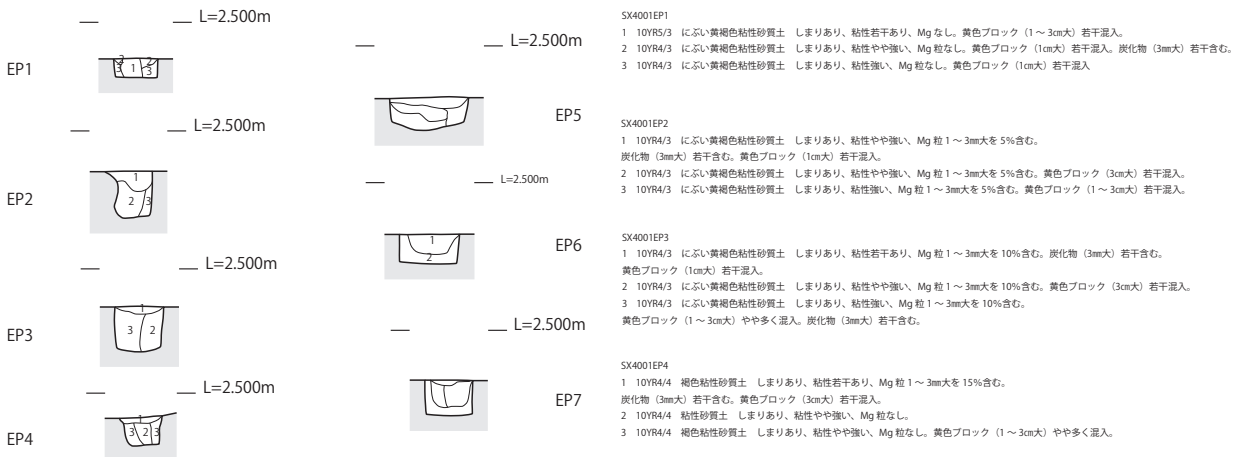 L=2.500m
EP1
2
3
1
2
3
L=2.500m
EP2
1
2
3
L=2.500m
EP3
1
3
2
L=2.500m
EP4
1
3
2
3
L=2.500m
EP5
L=2.500m
EP6
1
2
L=2.500m
EP7
SX4001EP1
1 10YR5/3 にぶい黄褐色粘性砂質土 しまりあり、粘性若干あり、Mg なし。黄色ブロック（1 ～ 3㎝大）若干混入。
2 10YR4/3 にぶい黄褐色粘性砂質土 しまりあり、粘性やや強い、Mg 粒なし。黄色ブロック（1㎝大）若干混入。炭化物（3㎜大）若干含む。
3 10YR4/3 にぶい黄褐色粘性砂質土 しまりあり、粘性強い、Mg 粒なし。黄色ブロック（1㎝大）若干混入
SX4001EP2
1 10YR4/3 にぶい黄褐色粘性砂質土 しまりあり、粘性やや強い、Mg 粒 1 ～ 3㎜大を 5%含む。
炭化物（3㎜大）若干含む。黄色ブロック（1㎝大）若干混入。
2 10YR4/3 にぶい黄褐色粘性砂質土 しまりあり、粘性やや強い、Mg 粒 1 ～ 3㎜大を 5%含む。黄色ブロック（3㎝大）若干混入。
3 10YR4/3 にぶい黄褐色粘性砂質土 しまりあり、粘性強い、Mg 粒 1 ～ 3㎜大を 5%含む。黄色ブロック（1 ～ 3㎝大）若干混入。
SX4001EP3
1 10YR4/3 にぶい黄褐色粘性砂質土 しまりあり、粘性若干あり、Mg 粒 1 ～ 3㎜大を 10%含む。炭化物（3㎜大）若干含む。
黄色ブロック（1㎝大）若干混入。
2 10YR4/3 にぶい黄褐色粘性砂質土 しまりあり、粘性やや強い、Mg 粒 1 ～ 3㎜大を 10%含む。黄色ブロック（3㎝大）若干混入。
3 10YR4/3 にぶい黄褐色粘性砂質土 しまりあり、粘性強い、Mg 粒 1 ～ 3㎜大を 10%含む。
黄色ブロック（1 ～ 3㎝大）やや多く混入。炭化物（3㎜大）若干含む。
SX4001EP4
1 10YR4/4 褐色粘性砂質土 しまりあり、粘性若干あり、Mg 粒 1 ～ 3㎜大を 15%含む。
炭化物（3㎜大）若干含む。黄色ブロック（3㎝大）若干混入。
2 10YR4/4 粘性砂質土 しまりあり、粘性やや強い、Mg 粒なし。
3 10YR4/4 褐色粘性砂質土 しまりあり、粘性やや強い、Mg 粒なし。黄色ブロック（1 ～ 3㎝大）やや多く混入。